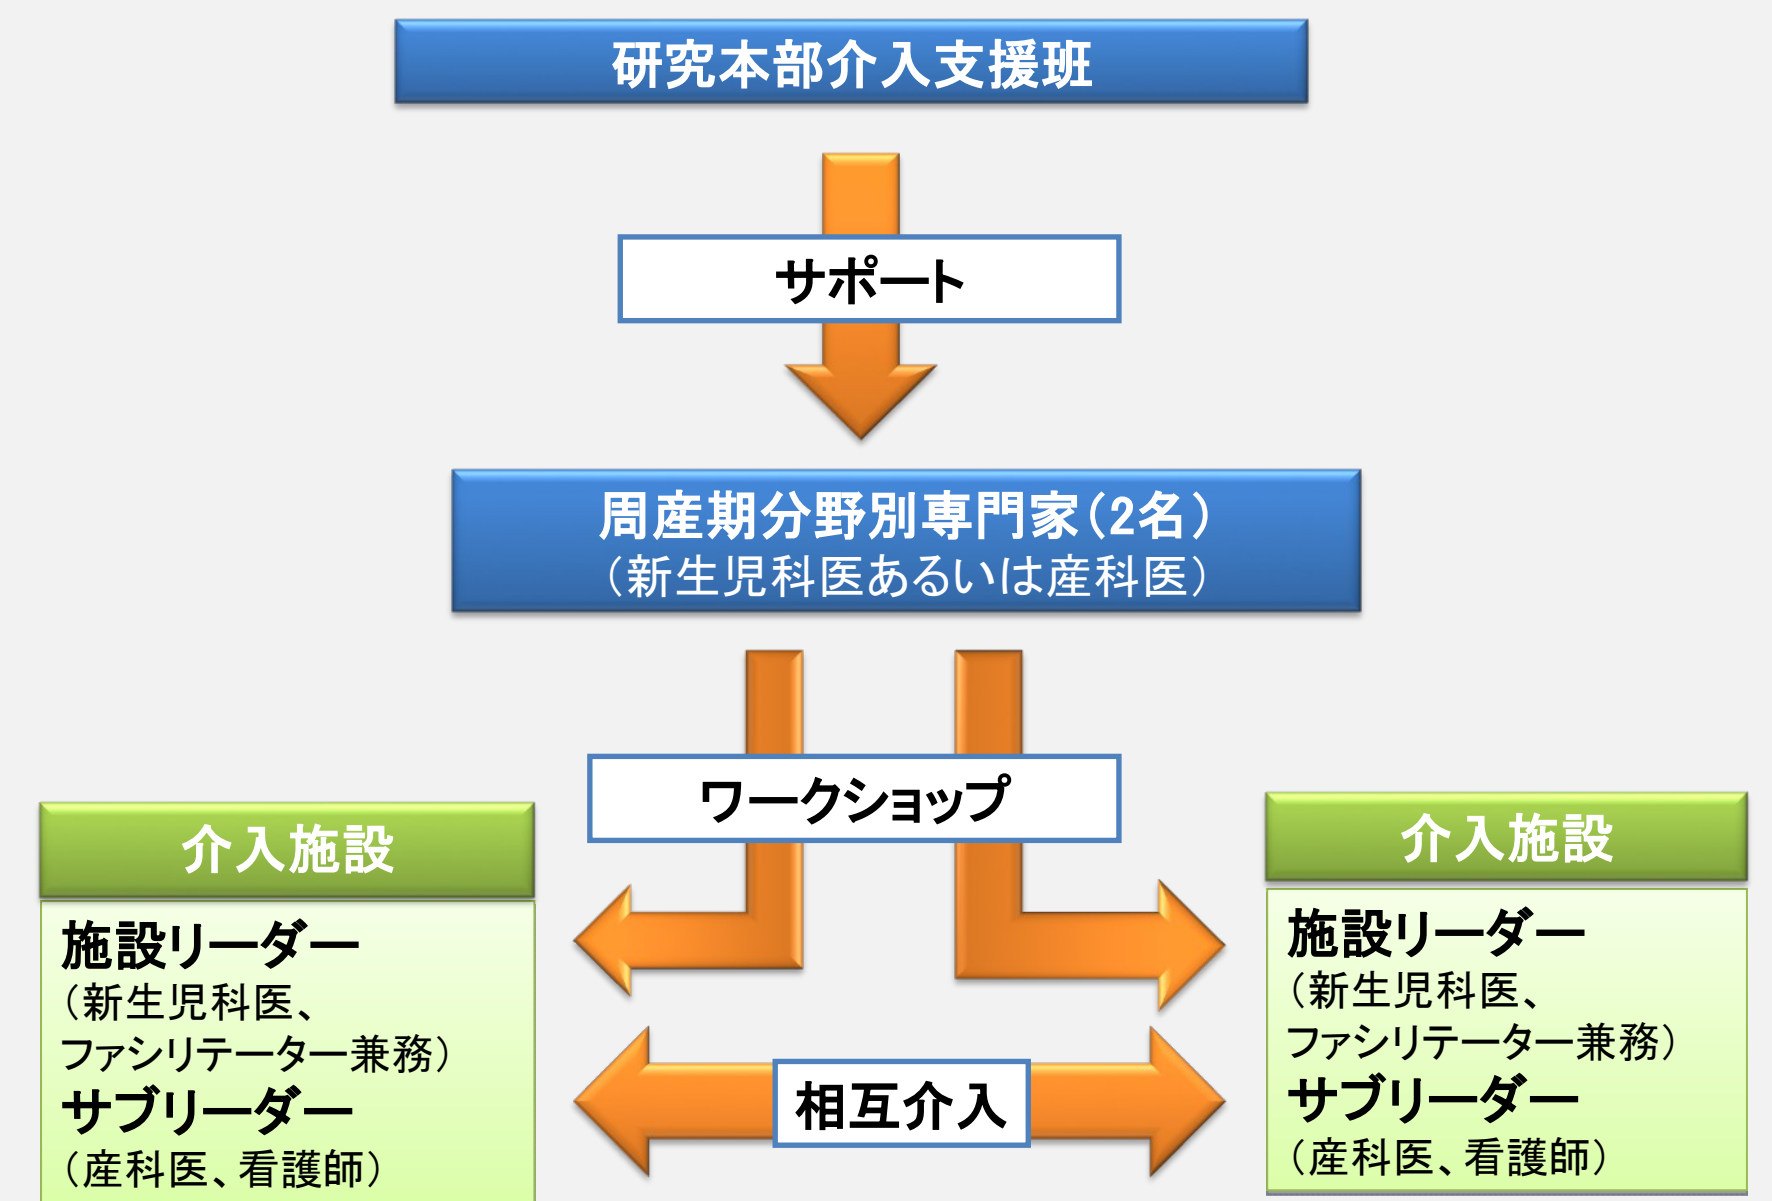 研究本部介入支援班
サポート
周産期分野別専門家（2名）
（新生児科医あるいは産科医）
ワークショップ
介入施設
施設リーダー
（新生児科医、
ファシリテーター兼務）
サブリーダー
（産科医、看護師）
相互介入
介入施設
施設リーダー
（新生児科医、
ファシリテーター兼務）
サブリーダー
（産科医、看護師）